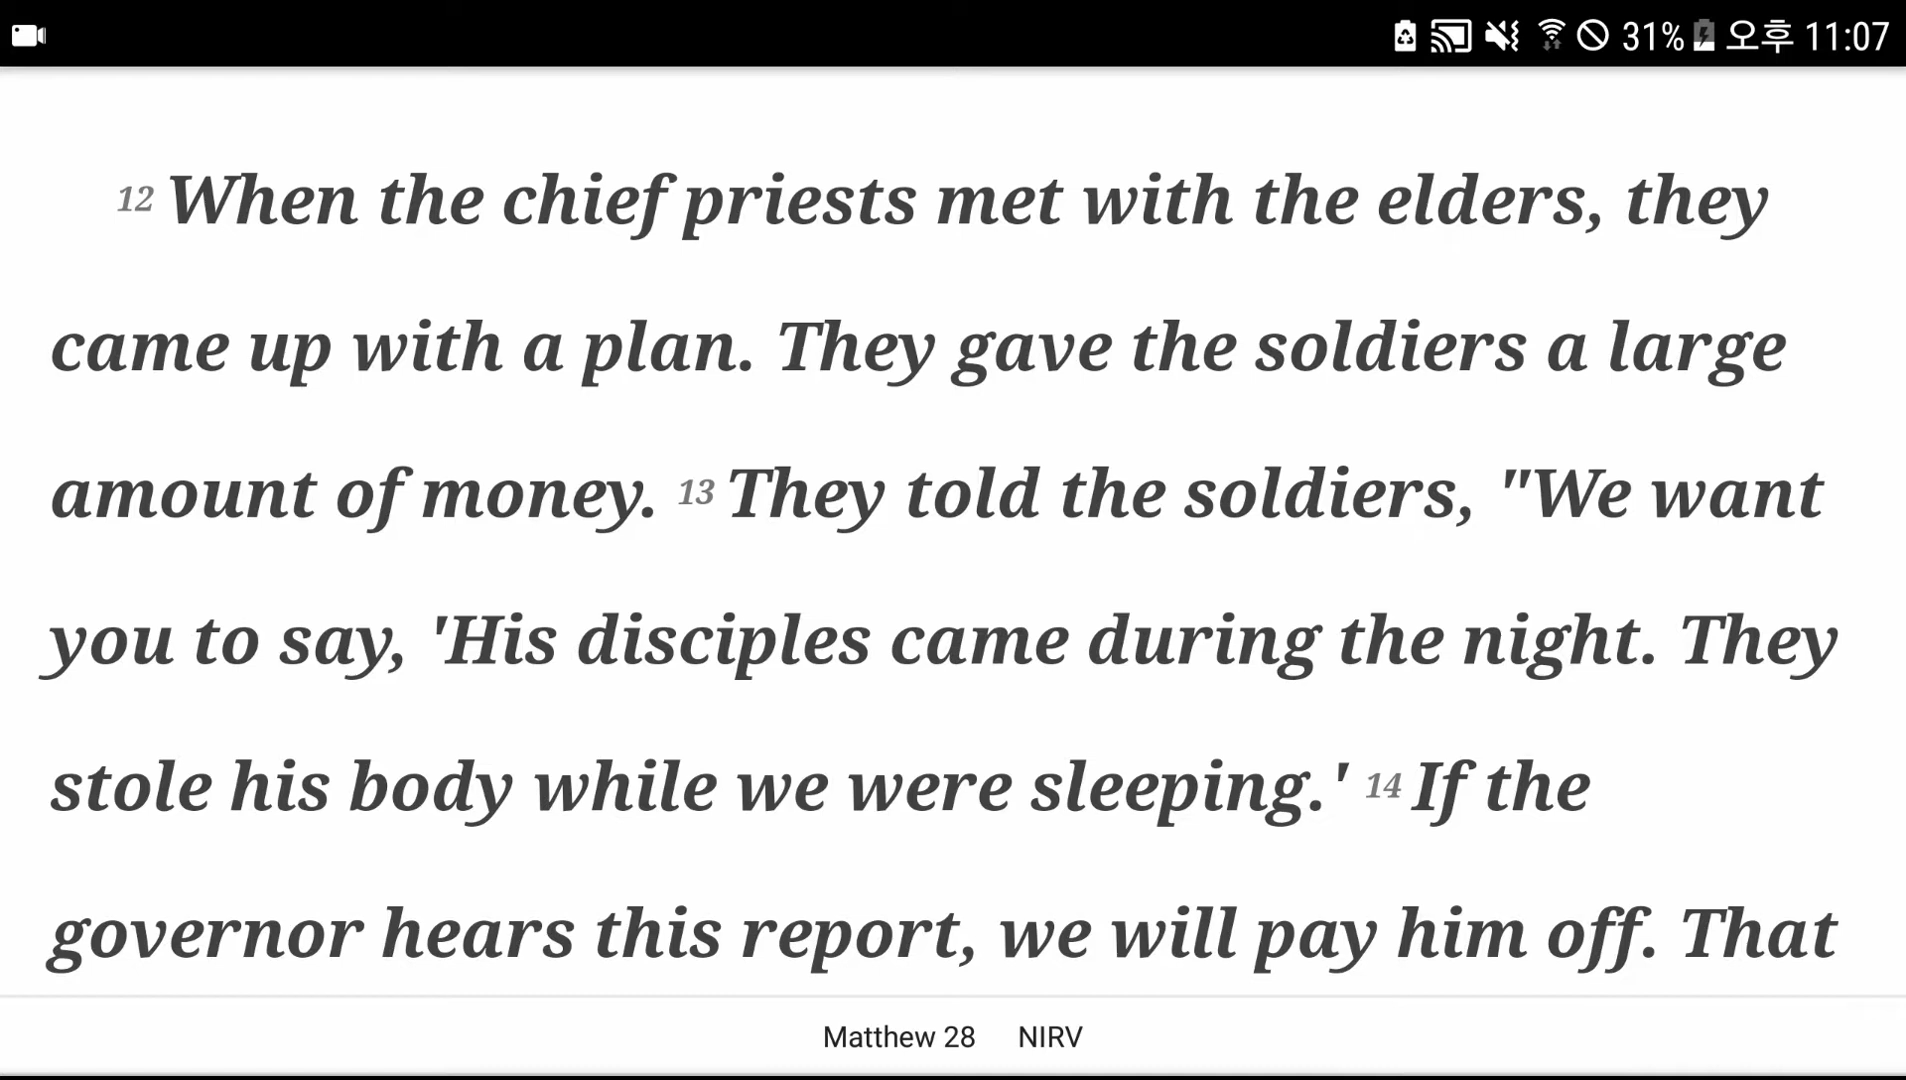 31% 오후 11:07
12 When the chief priests met with the elders, they
came up with a plan. They gave the soldiers a large
amount of money. 13 They told the soldiers, "We want
you to say, 'His disciples came during the night. They
stole his body while we were sleeping.' 14 If the
governor hears this report, we will pay him off. That
Matthew 28 NIRV